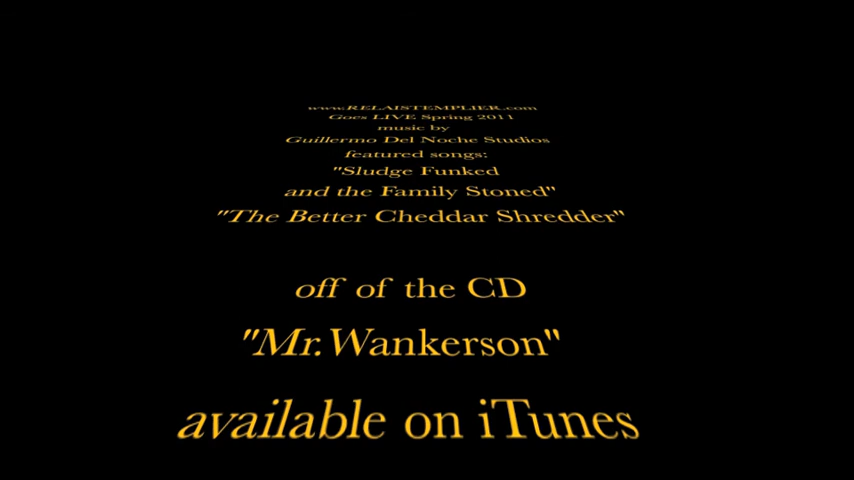 www.RELAISTEMPLIER.com
Goes LIVE Spring 2011
music by
Guillermo Del Noche Studios
featured songs:
"Sludge Funked
and the Family Stoned"
"The Better Cheddar Shredder"
off of the CD
"Mr.Wankerson"
available on iTunes